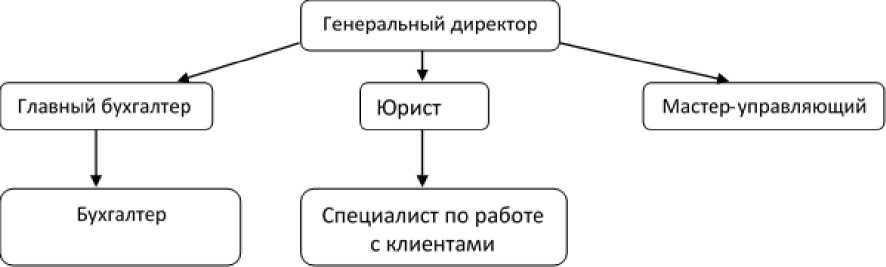 Генеральный директор
Главный бухгалтер
Юрист
Мастер-управляющий
Бухгалтер
Специалист по работе
с клиентами